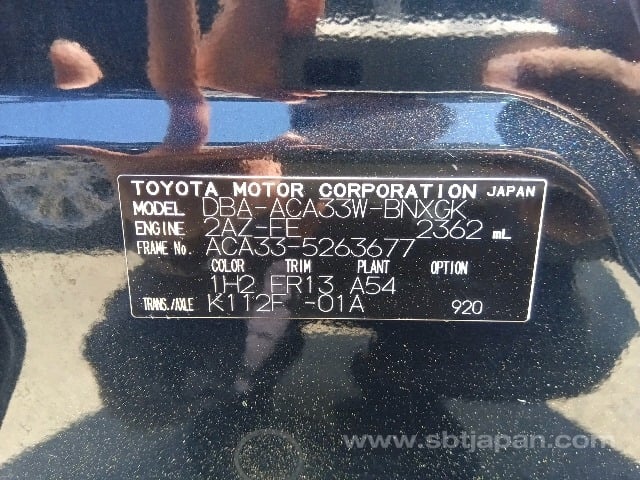 TOYOTA MOTOR CORPORATION JAPAN
MODEL DBA-ACA33W-BNXGK
ENGINE 2AZ-FE 2362 mL
FRAME No. ACA33-5263677
COLOR TRIM PLANT OPTION
1H2 FR13 A54
TRANS./AXLE K112F -01A 920
www.sbtjapan.com